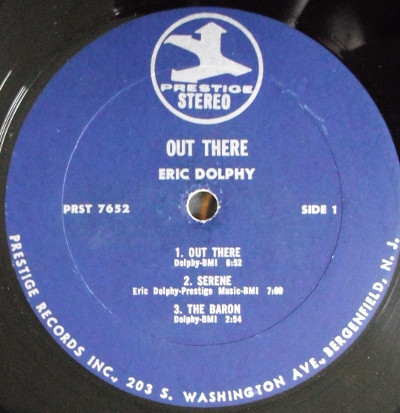 PRESTIGE
STEREO
OUT THERE
ERIC DOLPHY
PRST 7652
SIDE 1
1. OUT THERE
Dolphy-BMI 6:52
2. SERENE
Eric Dolphy-Prestige Music-BMI 7:00
3. THE BARON
Dolphy-BMI 2:54
PRESTIGE RECORDS INC., 203 S. WASHINGTON AVE., BERGENFIELD, N. J.